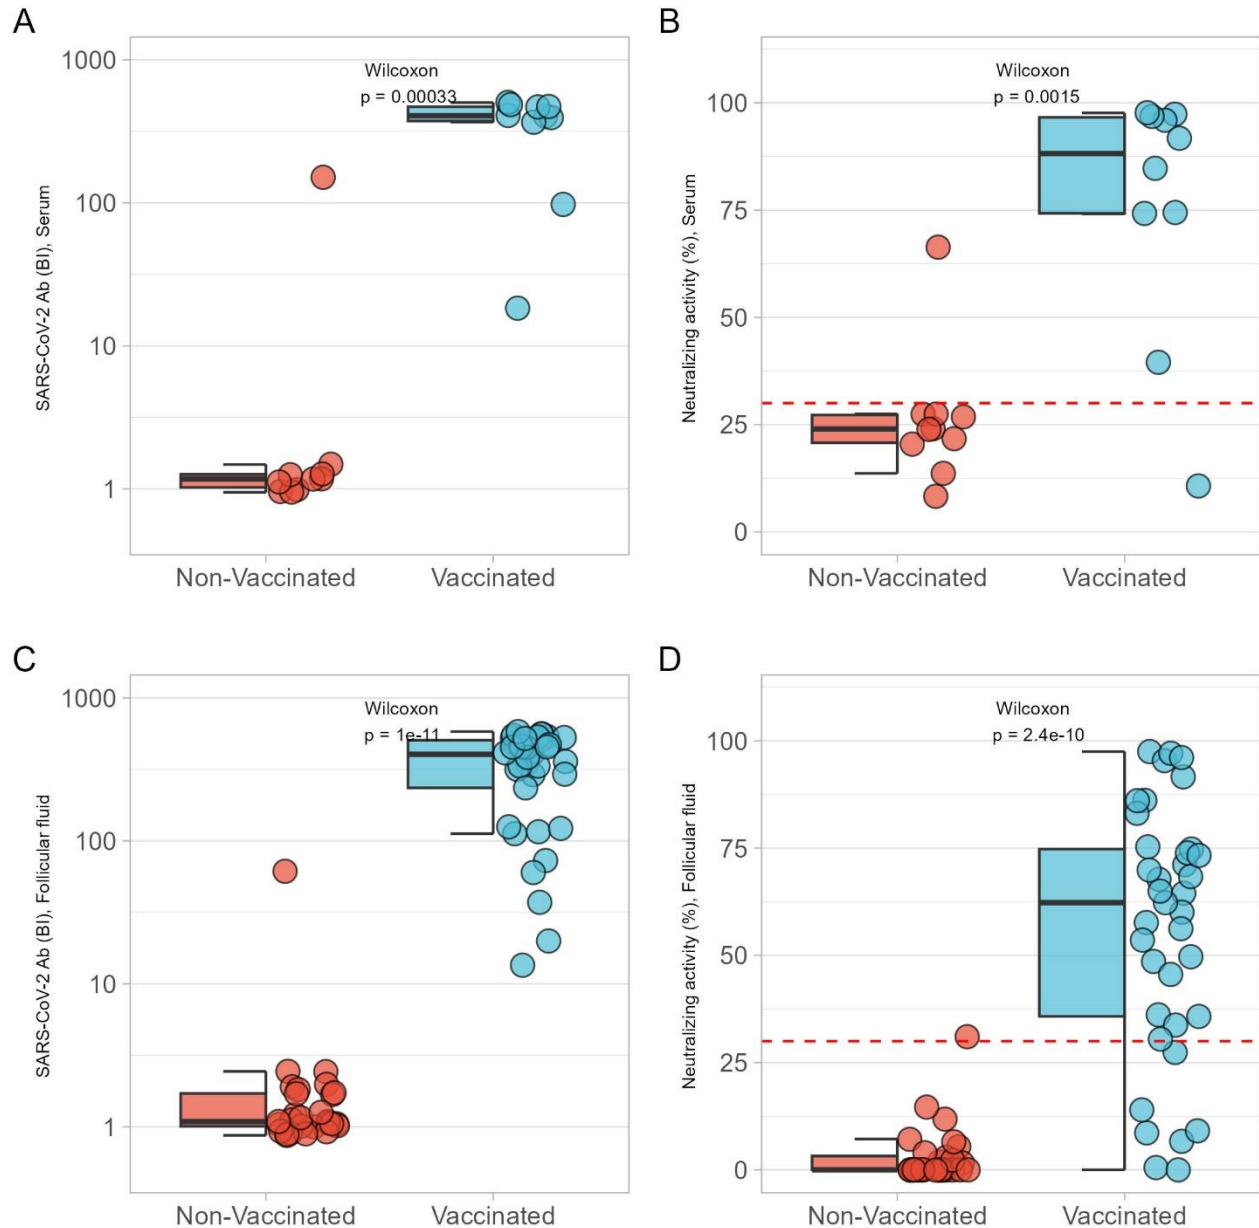 A
SARS-CoV-2 Ab (BI), Serum
1000
100
10
1
Wilcoxon
p = 0.00033
Non-Vaccinated
Vaccinated
B
Neutralizing activity (%), Serum
100
75
50
25
0
Wilcoxon
p = 0.0015
Non-Vaccinated
Vaccinated
C
SARS-CoV-2 Ab (BI), Follicular fluid
1000
100
10
1
Wilcoxon
p = 1e-11
Non-Vaccinated
Vaccinated
D
Neutralizing activity (%), Follicular fluid
100
75
50
25
0
Wilcoxon
p = 2.4e-10
Non-Vaccinated
Vaccinated